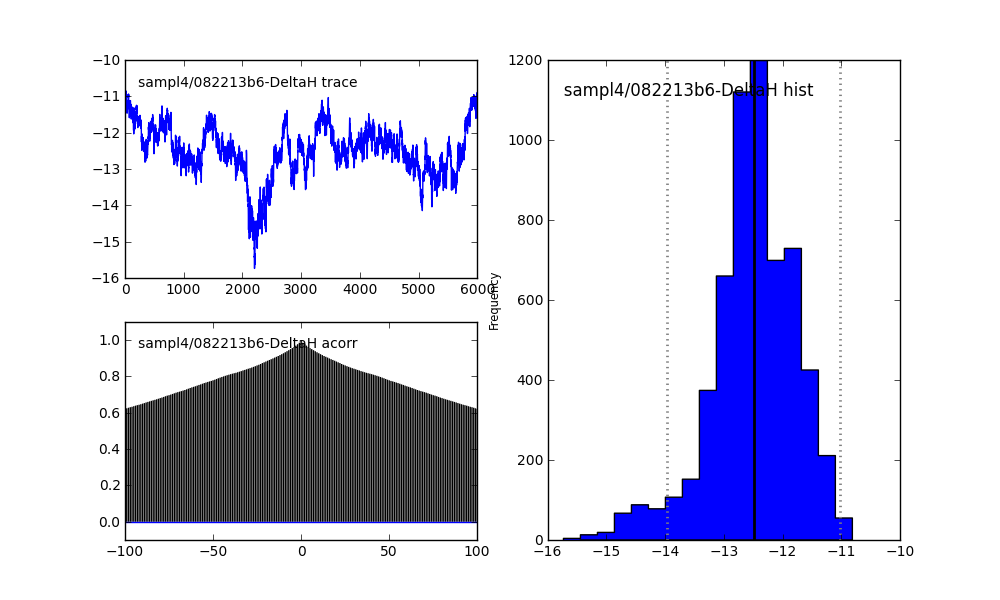 −10
sampl4/082213b6-DeltaH trace
−11
−12
−13
−14
−15
−16
0 1000 2000 3000 4000 5000 6000
1.0
sampl4/082213b6-DeltaH acorr
0.8
0.6
0.4
0.2
0.0
−100 −50 0 50 100
Frequency
1200
sampl4/082213b6-DeltaH hist
1000
800
600
400
200
0
−16 −15 −14 −13 −12 −11 −10